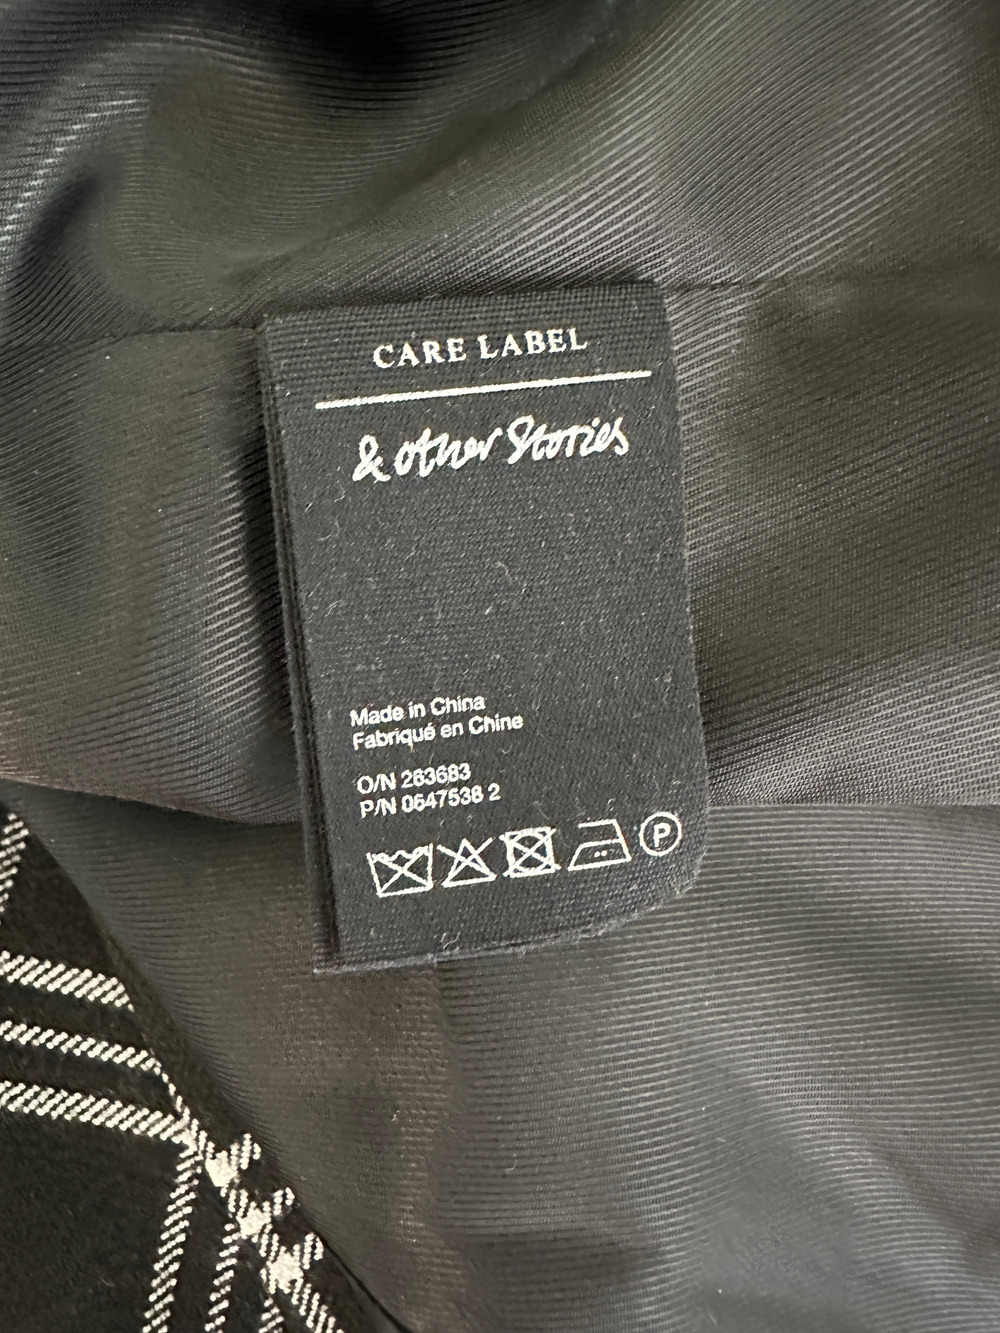 CARE LABEL
& other Stories
Made in China
Fabriqué en Chine
O/N 263683
P/N 0647538 2
P